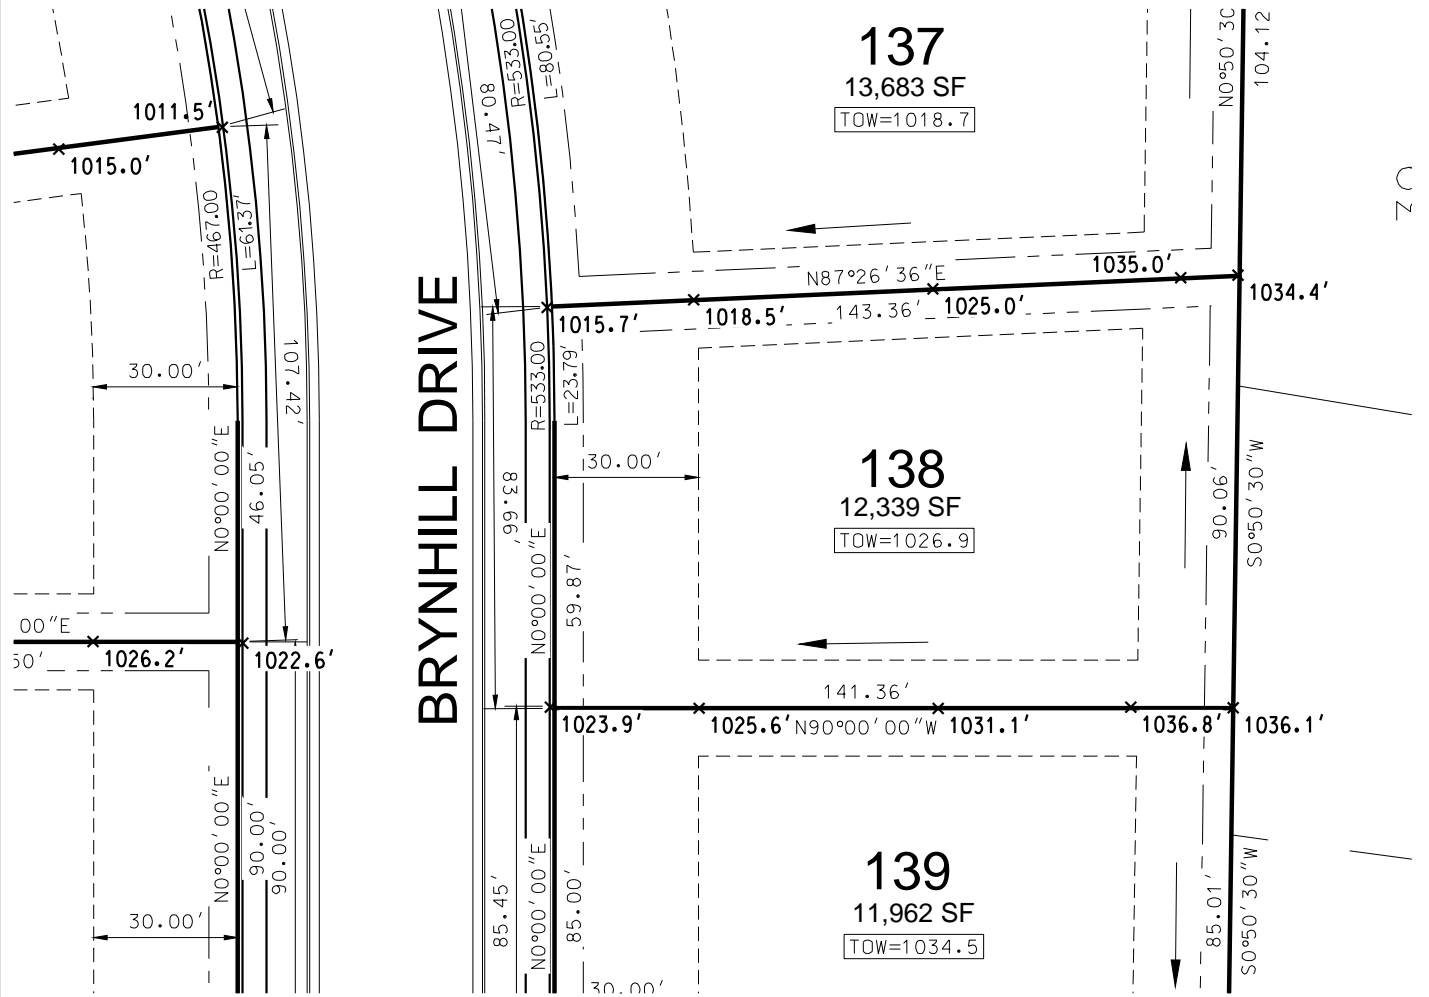 137
13,683 SF
TOW=1018.7
1011.5'
1015.0'
R=467.00
L=61.37'
107.42'
30.00'
N0°00'00"E
46.05'
00"E
1026.2'
1022.6'
N0°00'00"E
90.00'
90.00'
30.00'
BRYNHILL DRIVE
80.47'
R=533.00
L=80.55'
104.12
N87°26'36"E
143.36'
1015.7'
1018.5'
1025.0'
1035.0'
1034.4'
R=533.00
L=23.79'
83.66'
N0°00'00"E
59.87'
30.00'
138
12,339 SF
TOW=1026.9
90.06'
S0°50'30"W
141.36'
N90°00'00"W
1023.9'
1025.6'
1031.1'
1036.8'
1036.1'
139
11,962 SF
TOW=1034.5
85.45'
N0°00'00"E
85.00'
85.01'
S0°50'30"W
30.00'